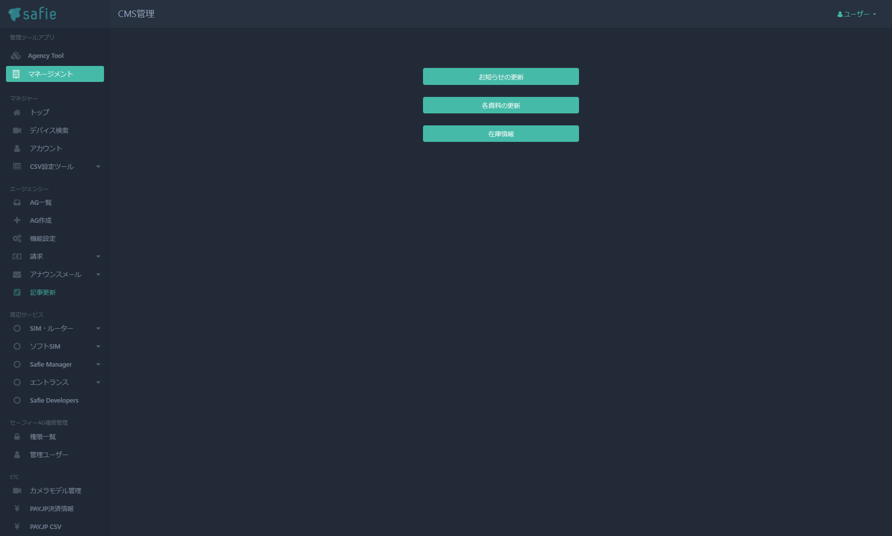 safie
CMS管理
ユーザー
管理ツールアプリ
Agency Tool
マネージメント
マネジャー
トップ
デバイス検索
アカウント
CSV設定ツール
エージェンシー
AG一覧
AG作成
機能設定
請求
アナウンスメール
記事更新
周辺サービス
SIM・ルーター
ソフトSIM
Safie Manager
エントランス
Safie Developers
セーフィーAG権限管理
権限一覧
管理ユーザー
ETC
カメラモデル管理
PAY.JP決済情報
PAY.JP CSV
お知らせの更新
各資料の更新
在庫情報